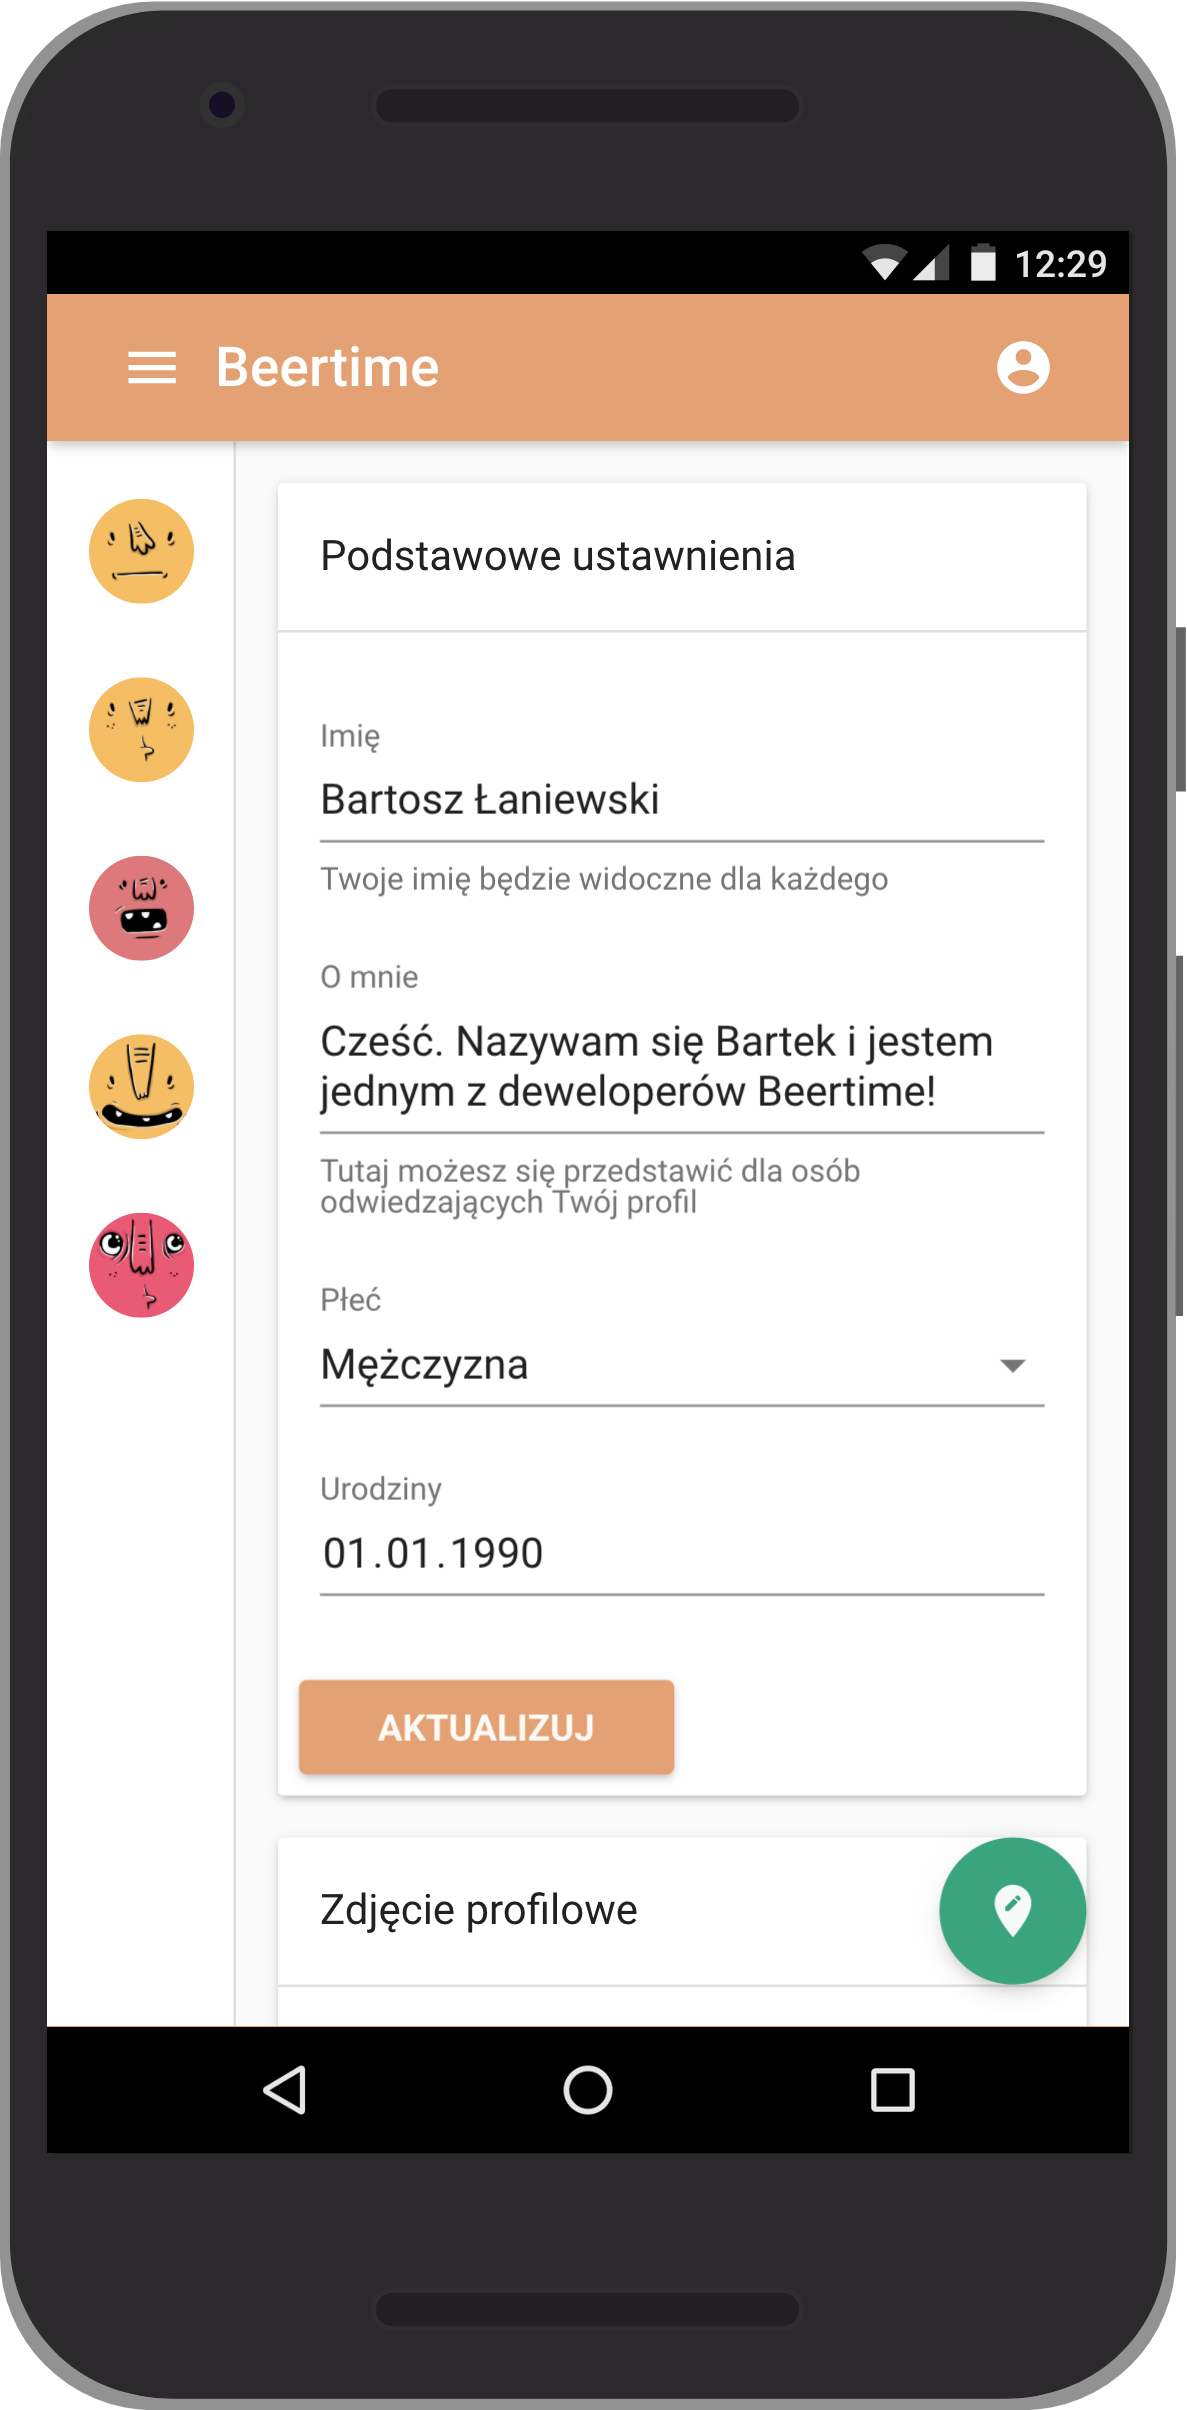 12:29
Beertime
Podstawowe ustawnienia
Imię
Bartosz Łaniewski
Twoje imię będzie widoczne dla każdego
O mnie
Cześć. Nazywam się Bartek i jestem
jednym z deweloperów Beertime!
Tutaj możesz się przedstawić dla osób
odwiedzających Twój profil
Płeć
Mężczyzna
Urodziny
01.01.1990
AKTUALIZUJ
Zdjęcie profilowe